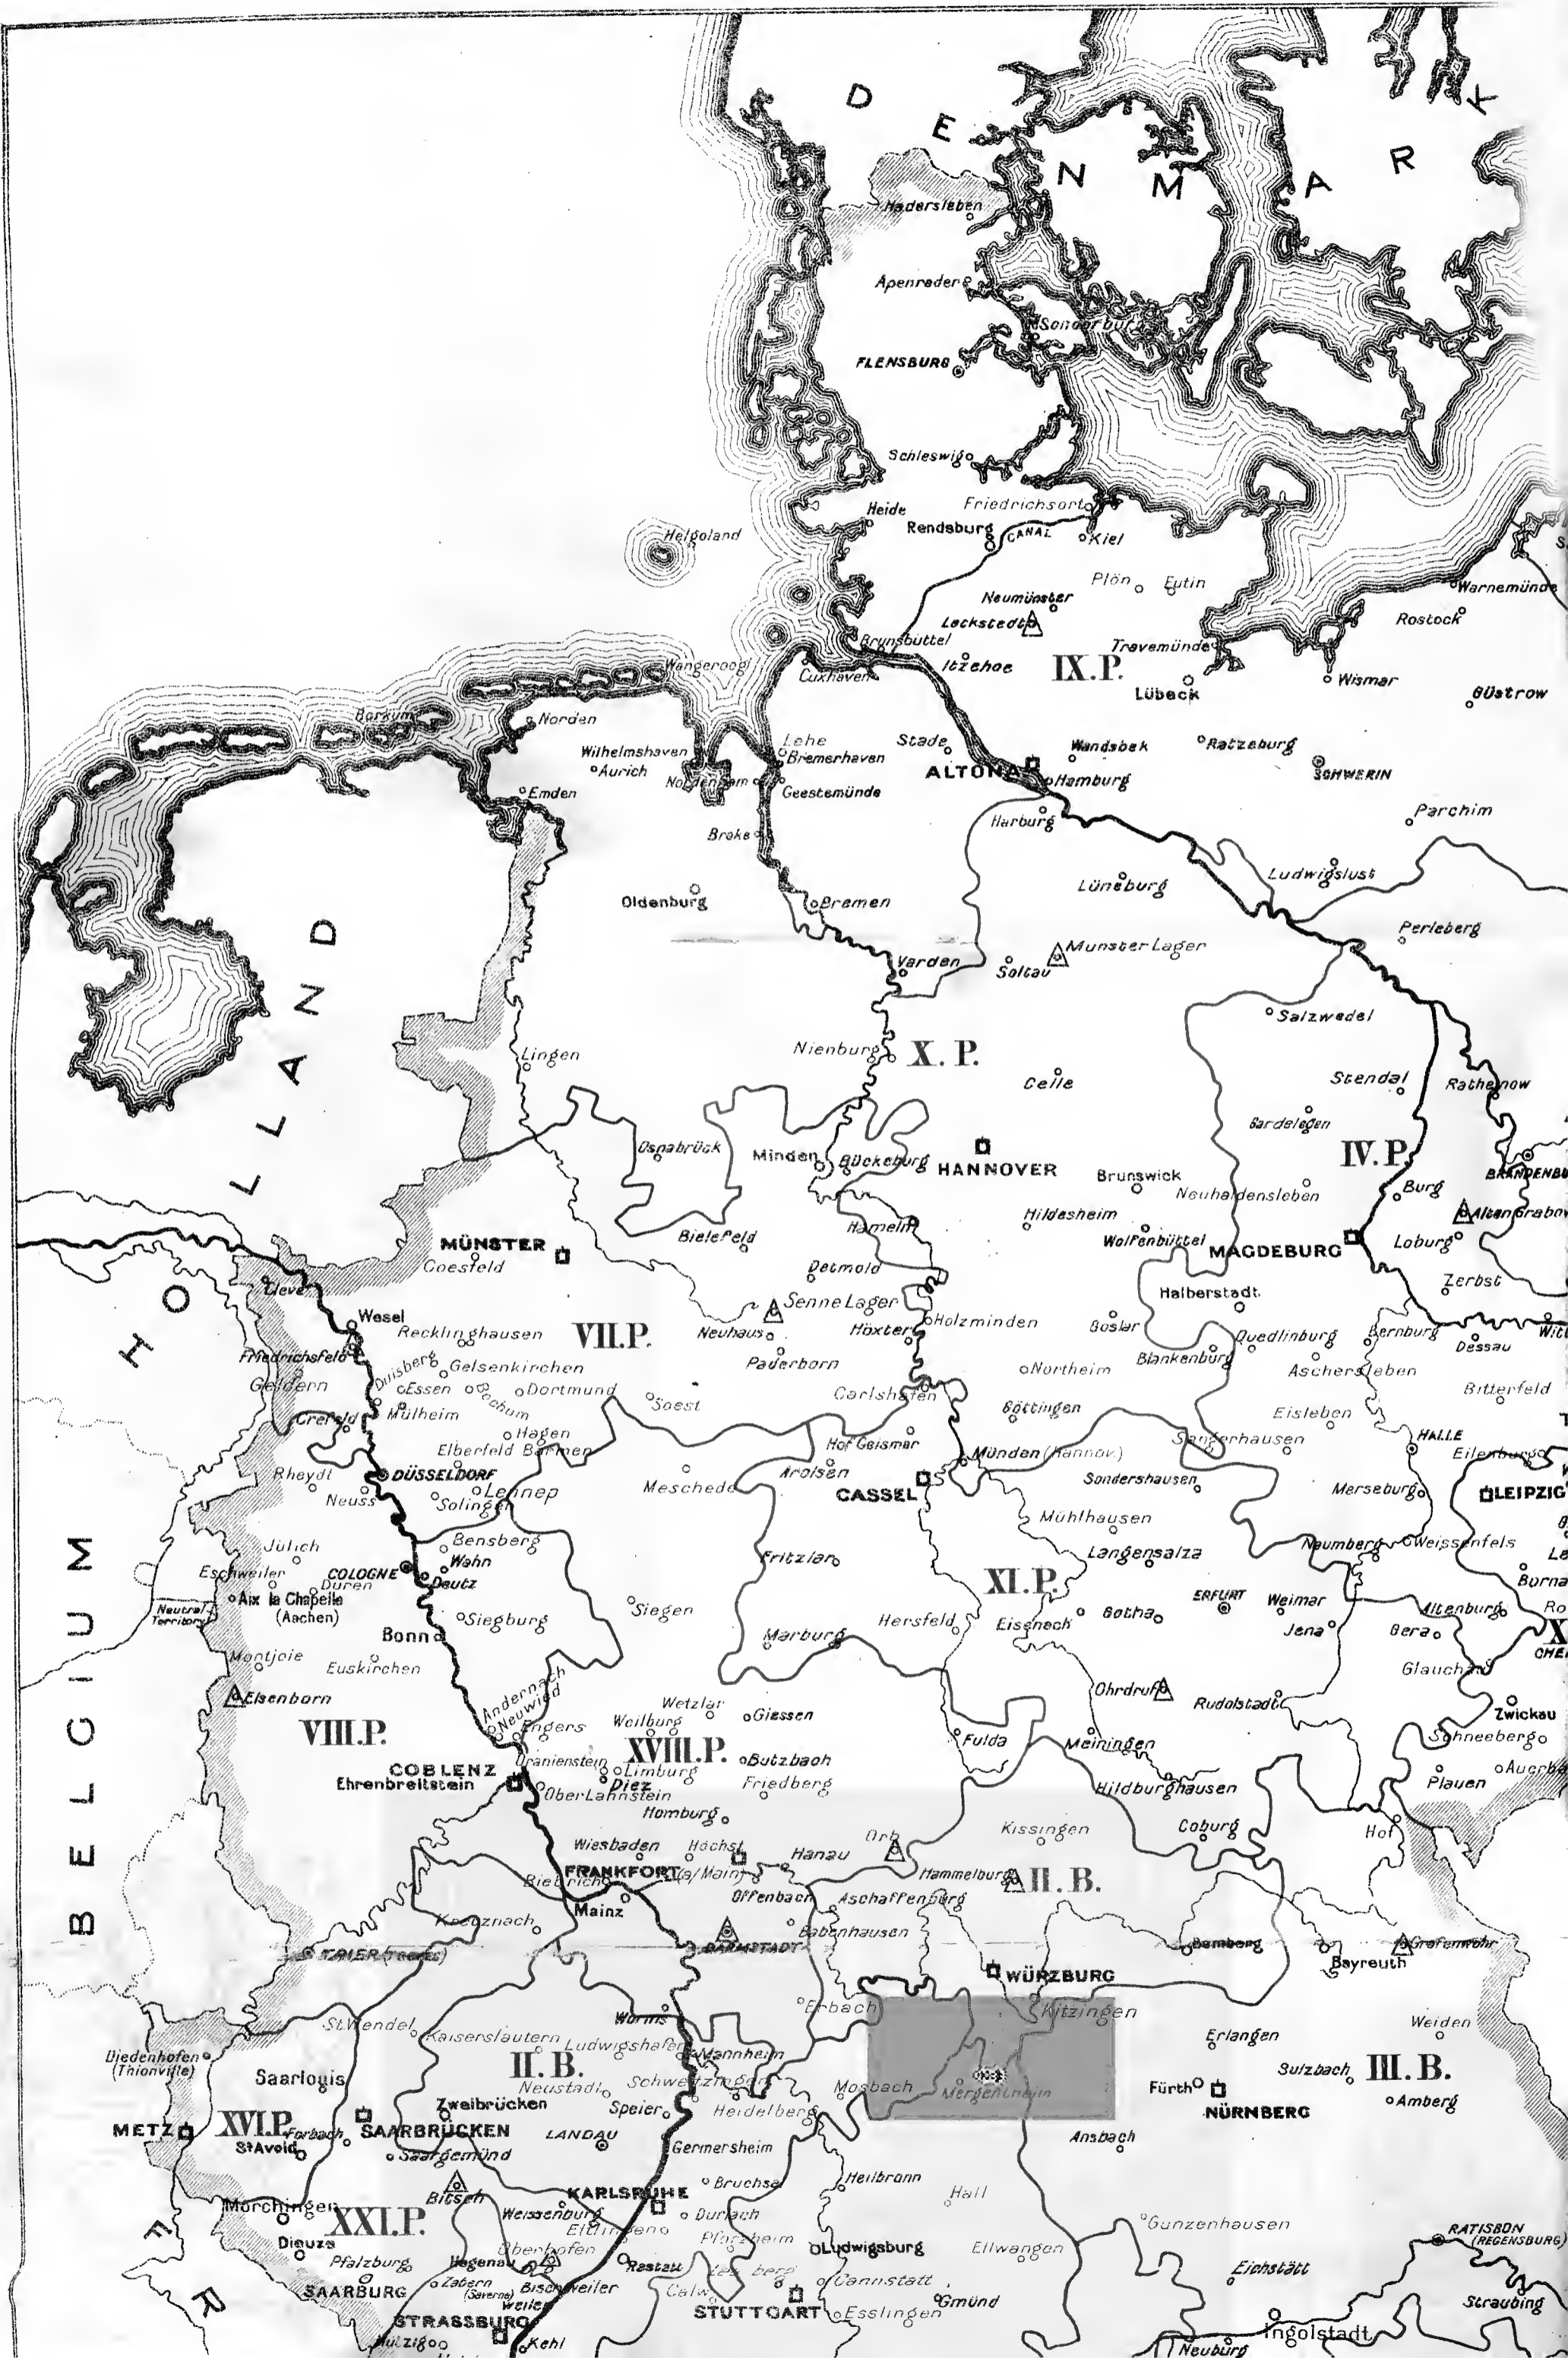 DENMARK
Hadersleben
Apenrade
Sonderburg
FLENSBURG
Schleswig
Heide
Friedrichsort
Rendsburg
CANAL
Kiel
Helgoland
Plön
Eutin
Warnemünde
Neumünster
Lockstedt
Rostock
Brunsbüttel
Travemünde
Itzehoe
IX.P.
Wangeroog
Cuxhaven
Wismar
Lübeck
Güstrow
Borkum
Norden
Lehe
Stade
Wandsbek
Ratzeburg
Wilhelmshaven
Bremerhaven
Aurich
ALTONA
Hamburg
SCHWERIN
Nordenham
Geestemünde
Emden
Harburg
Parchim
Brake
Ludwigslust
Lüneburg
Oldenburg
Bremen
Perleberg
Munster Lager
Verden
Soltau
HOLLAND
Salzwedel
Lingen
Nienburg
X.P.
Celle
Stendal
Rathenow
Gardelegen
Osnabrück
Minden
Bückeburg
HANNOVER
IV.P.
Brunswick
BRANDENBU
Neuhaldensleben
Burg
Hameln
Hildesheim
Alten Grabow
Bielefeld
Wolfenbüttel
MAGDEBURG
Loburg
MÜNSTER
Coesfeld
Detmold
Zerbst
Cleve
Halberstadt
Senne Lager
Wesel
Recklinghausen
VII.P.
Neuhaus
Höxter
Holzminden
Goslar
Quedlinburg
Bernburg
Dessau
Witt
Friedrichsfeld
Duisberg
Gelsenkirchen
Paderborn
Northeim
Blankenburg
Aschersleben
Geldern
Essen
Bochum
Dortmund
Soest
Carlshafen
Bitterfeld
Crefeld
Mülheim
Göttingen
Eisleben
Hagen
Elberfeld Barmen
Hof Geismar
Münden (Hannov.)
Sangerhausen
HALLE
Eilenburg
Rheydt
DÜSSELDORF
Arolsen
Neuss
Lennep
Solingen
Meschede
CASSEL
Sondershausen
Merseburg
LEIPZIG
Mühlhausen
Jülich
Bensberg
Naumberg
Weissenfels
Eschweiler
COLOGNE
Wahn
Fritzlar
Langensalza
Düren
Deutz
XI.P.
Borna
Aix la Chapelle
(Aachen)
Neutral
Territory
Siegburg
Siegen
Hersfeld
Eisenach
Gotha
ERFURT
Weimar
Altenburg
Bonn
Marburg
Jena
Gera
Montjoie
Euskirchen
Glauchau
Elsenborn
Andernach
Neuwied
Wetzlar
Ohrdruf
Rudolstadt
VIII.P.
Engers
Weilburg
Giessen
Zwickau
BELGIUM
XVIII.P.
Fulda
Meiningen
Schneeberg
COBLENZ
Oranienstein
Limburg
Butzbach
Ehrenbreitstein
Diez
Friedberg
Plauen
Auerba
Ober Lahnstein
Hildburghausen
Homburg
Kissingen
Coburg
Hof
Wiesbaden
Höchst
Hanau
Orb
Biebrich
FRANKFORT (a/Main)
Hammelburg
II.B.
Mainz
Offenbach
Aschaffenburg
Kreuznach
Babenhausen
TRIER (Treves)
DARMSTADT
Bamberg
Bayreuth
Grafenwöhr
WÜRZBURG
Erbach
Kitzingen
St. Wendel
Worms
Kaiserslautern
Ludwigshafen
Erlangen
Weiden
Diedenhofen
(Thionville)
II.B.
Mannheim
Saarlouis
Neustadt
Schwetzingen
Mosbach
Mergentheim
Sulzbach
III.B.
Zweibrücken
Speier
Heidelberg
Fürth
Amberg
METZ
XVI.P.
Forbach
SAARBRÜCKEN
NÜRNBERG
St Avold
Saargemünd
LANDAU
Germersheim
Ansbach
Bitsch
Bruchsal
Heilbronn
KARLSRUHE
Mörchingen
XXI.P.
Weissenburg
Durlach
Hall
Ettlingen
Gunzenhausen
Dieuze
Oberhofen
Pforzheim
Ludwigsburg
Ellwangen
RATISBON
(REGENSBURG)
Pfalzburg
Hagenau
Rastatt
Eichstätt
SAARBURG
Zabern
(Saverne)
Bischweiler
Calw
Cannstatt
STUTTGART
Esslingen
Gmünd
Straubing
STRASSBURG
Kehl
Ingolstadt
Neuburg
FR